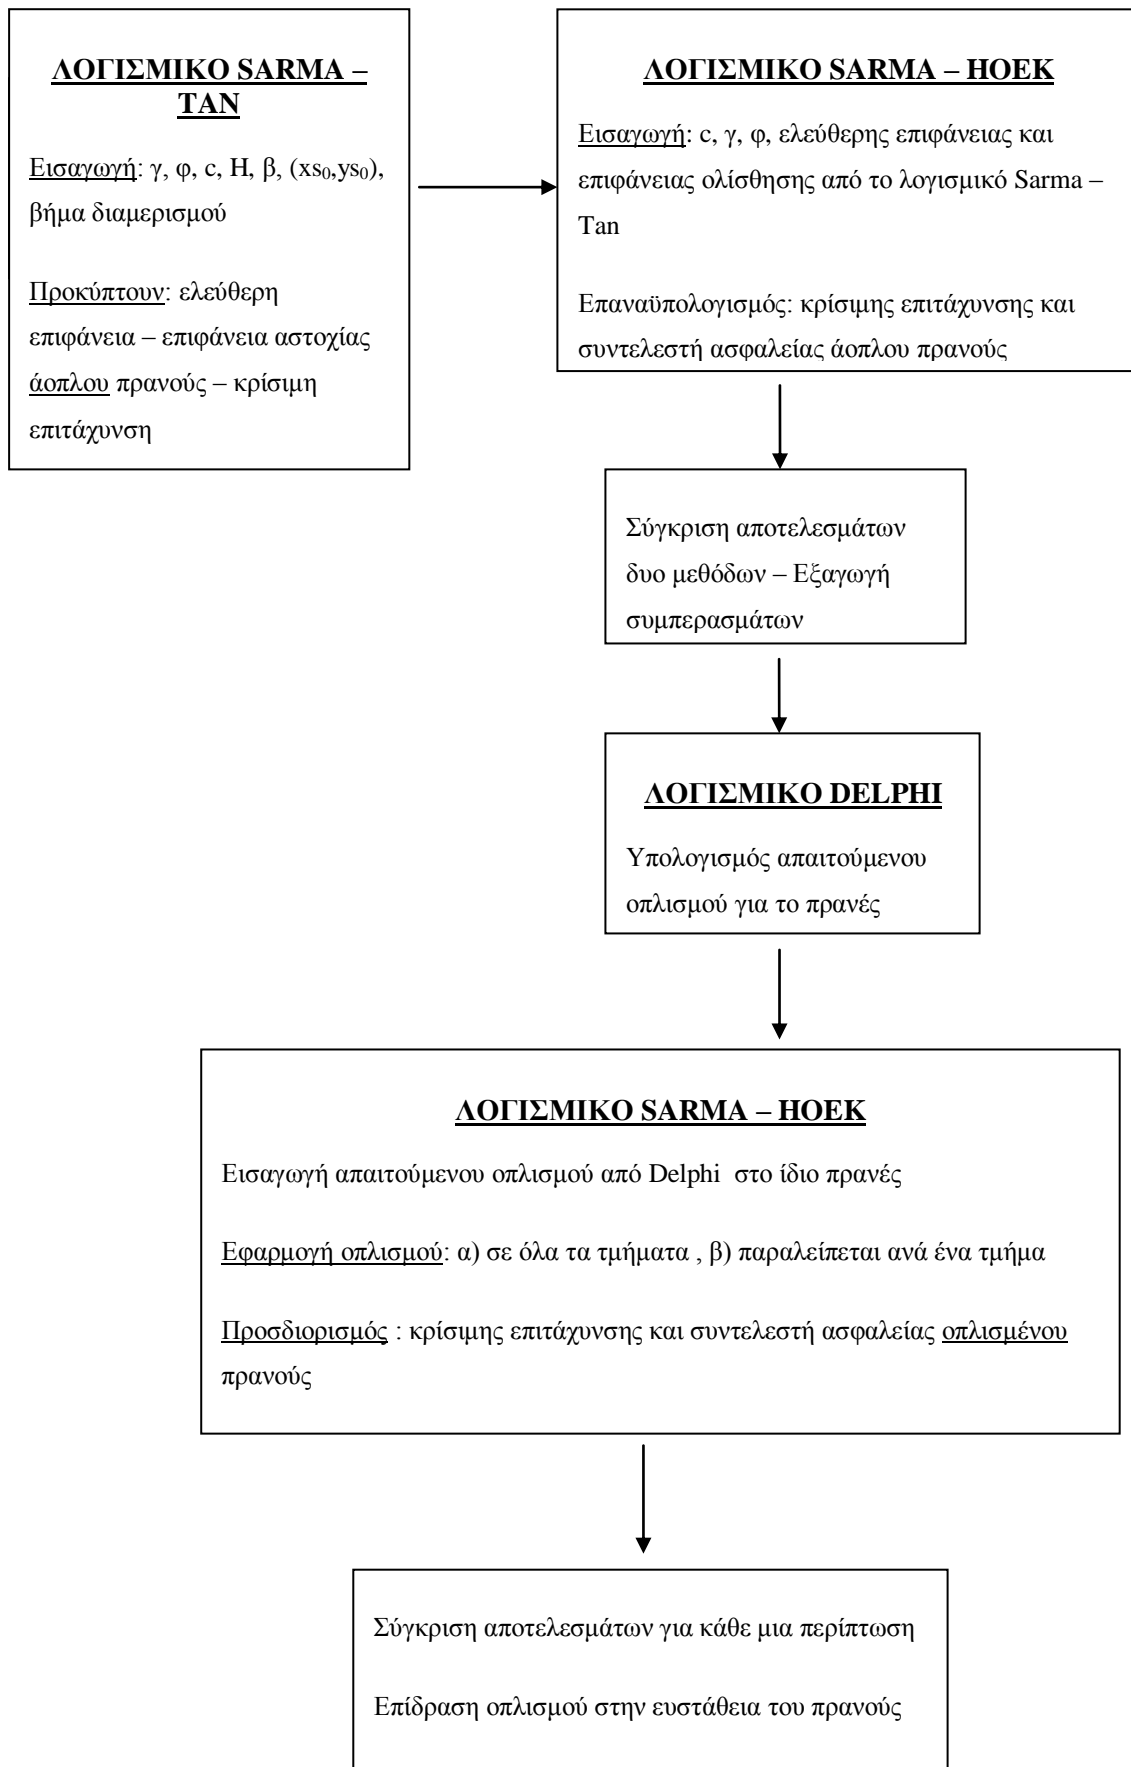 ΛΟΓΙΣΜΙΚΟ SARMA –
TAN
Εισαγωγή: γ, φ, c, H, β, (xs₀,ys₀),
βήμα διαμερισμού
Προκύπτουν: ελεύθερη
επιφάνεια – επιφάνεια αστοχίας
άοπλου πρανούς – κρίσιμη
επιτάχυνση
ΛΟΓΙΣΜΙΚΟ SARMA – HOEK
Εισαγωγή: c, γ, φ, ελεύθερης επιφάνειας και
επιφάνειας ολίσθησης από το λογισμικό Sarma –
Tan
Επαναϋπολογισμός: κρίσιμης επιτάχυνσης και
συντελεστή ασφαλείας άοπλου πρανούς
Σύγκριση αποτελεσμάτων
δυο μεθόδων – Εξαγωγή
συμπερασμάτων
ΛΟΓΙΣΜΙΚΟ DELPHI
Υπολογισμός απαιτούμενου
οπλισμού για το πρανές
ΛΟΓΙΣΜΙΚΟ SARMA – HOEK
Εισαγωγή απαιτούμενου οπλισμού από Delphi στο ίδιο πρανές
Εφαρμογή οπλισμού: α) σε όλα τα τμήματα , β) παραλείπεται ανά ένα τμήμα
Προσδιορισμός : κρίσιμης επιτάχυνσης και συντελεστή ασφαλείας οπλισμένου
πρανούς
Σύγκριση αποτελεσμάτων για κάθε μια περίπτωση
Επίδραση οπλισμού στην ευστάθεια του πρανούς